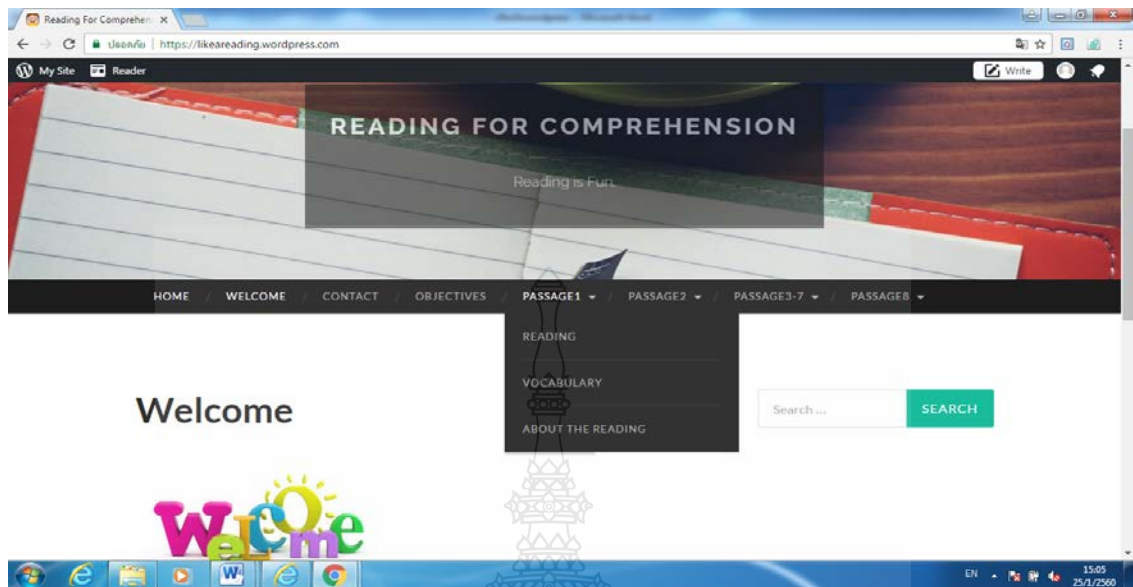 Reading For Comprehen
ปลอดภัย https://likeareading.wordpress.com
My Site Reader Write
READING FOR COMPREHENSION
Reading is Fun.
HOME / WELCOME / CONTACT / OBJECTIVES / PASSAGE1 / PASSAGE2 / PASSAGE3-7 / PASSAGE8
READING
VOCABULARY
ABOUT THE READING
Welcome
Search ... SEARCH
WeLCOme
EN 15:05
25/1/2560